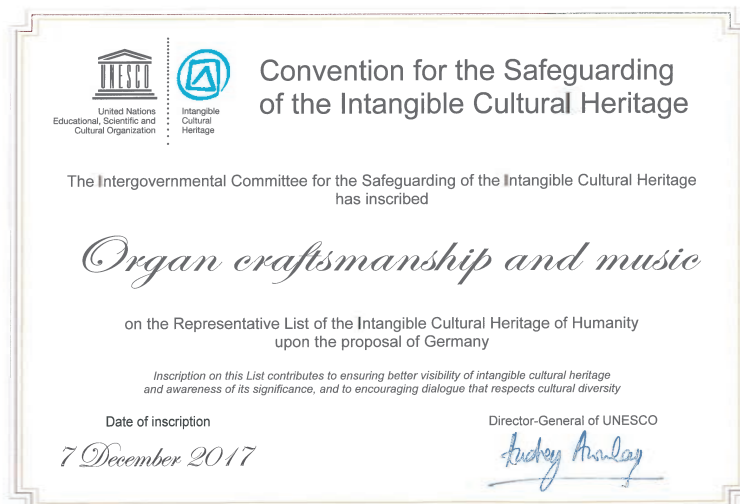 UNESCO
United Nations
Educational, Scientific and
Cultural Organization
Intangible
Cultural
Heritage
Convention for the Safeguarding
of the Intangible Cultural Heritage
The Intergovernmental Committee for the Safeguarding of the Intangible Cultural Heritage
has inscribed
Organ craftsmanship and music
on the Representative List of the Intangible Cultural Heritage of Humanity
upon the proposal of Germany
Inscription on this List contributes to ensuring better visibility of intangible cultural heritage
and awareness of its significance, and to encouraging dialogue that respects cultural diversity
Date of inscription
7 December 2017
Director-General of UNESCO
Audrey Azoulay